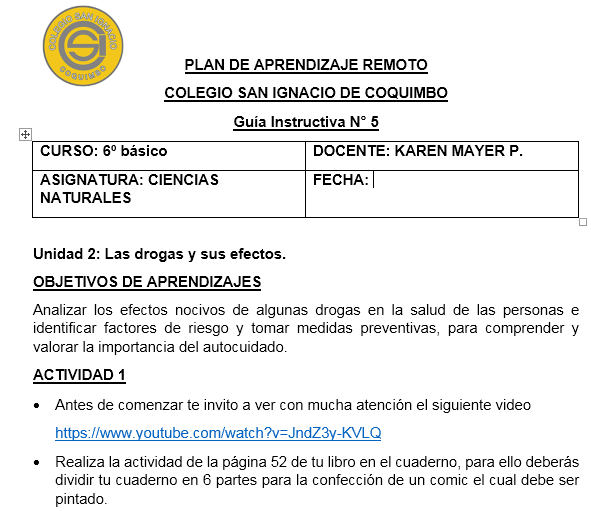 COLEGIO SAN IGNACIO
COQUIMBO
PLAN DE APRENDIZAJE REMOTO
COLEGIO SAN IGNACIO DE COQUIMBO
Guía Instructiva N° 5
CURSO: 6º básico
DOCENTE: KAREN MAYER P.
ASIGNATURA: CIENCIAS
NATURALES
FECHA:
Unidad 2: Las drogas y sus efectos.
OBJETIVOS DE APRENDIZAJES
Analizar los efectos nocivos de algunas drogas en la salud de las personas e
identificar factores de riesgo y tomar medidas preventivas, para comprender y
valorar la importancia del autocuidado.
ACTIVIDAD 1
• Antes de comenzar te invito a ver con mucha atención el siguiente video
https://www.youtube.com/watch?v=JndZ3y-KVLQ
• Realiza la actividad de la página 52 de tu libro en el cuaderno, para ello deberás
dividir tu cuaderno en 6 partes para la confección de un comic el cual debe ser
pintado.